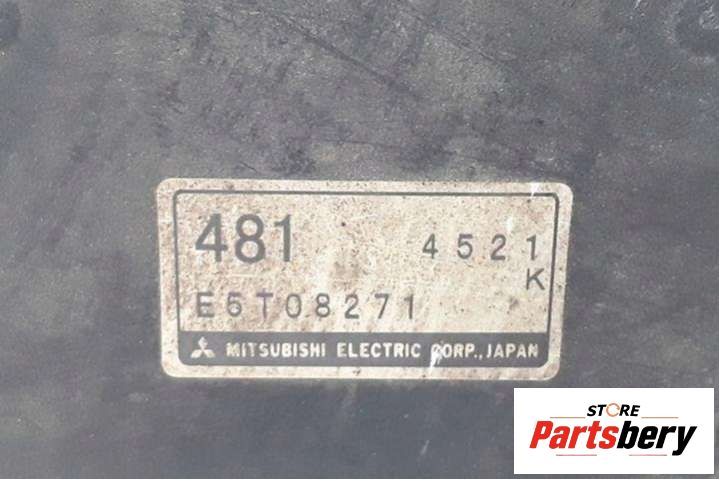 481 4521
K
E5T08271
MITSUBISHI ELECTRIC CORP., JAPAN
STORE
Partsbery